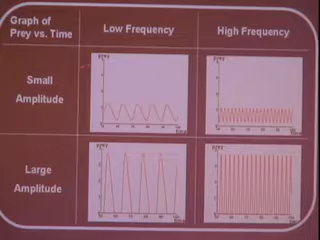 Graph of
Prey vs. Time
Low Frequency
High Frequency
Small
Amplitude
Large
Amplitude